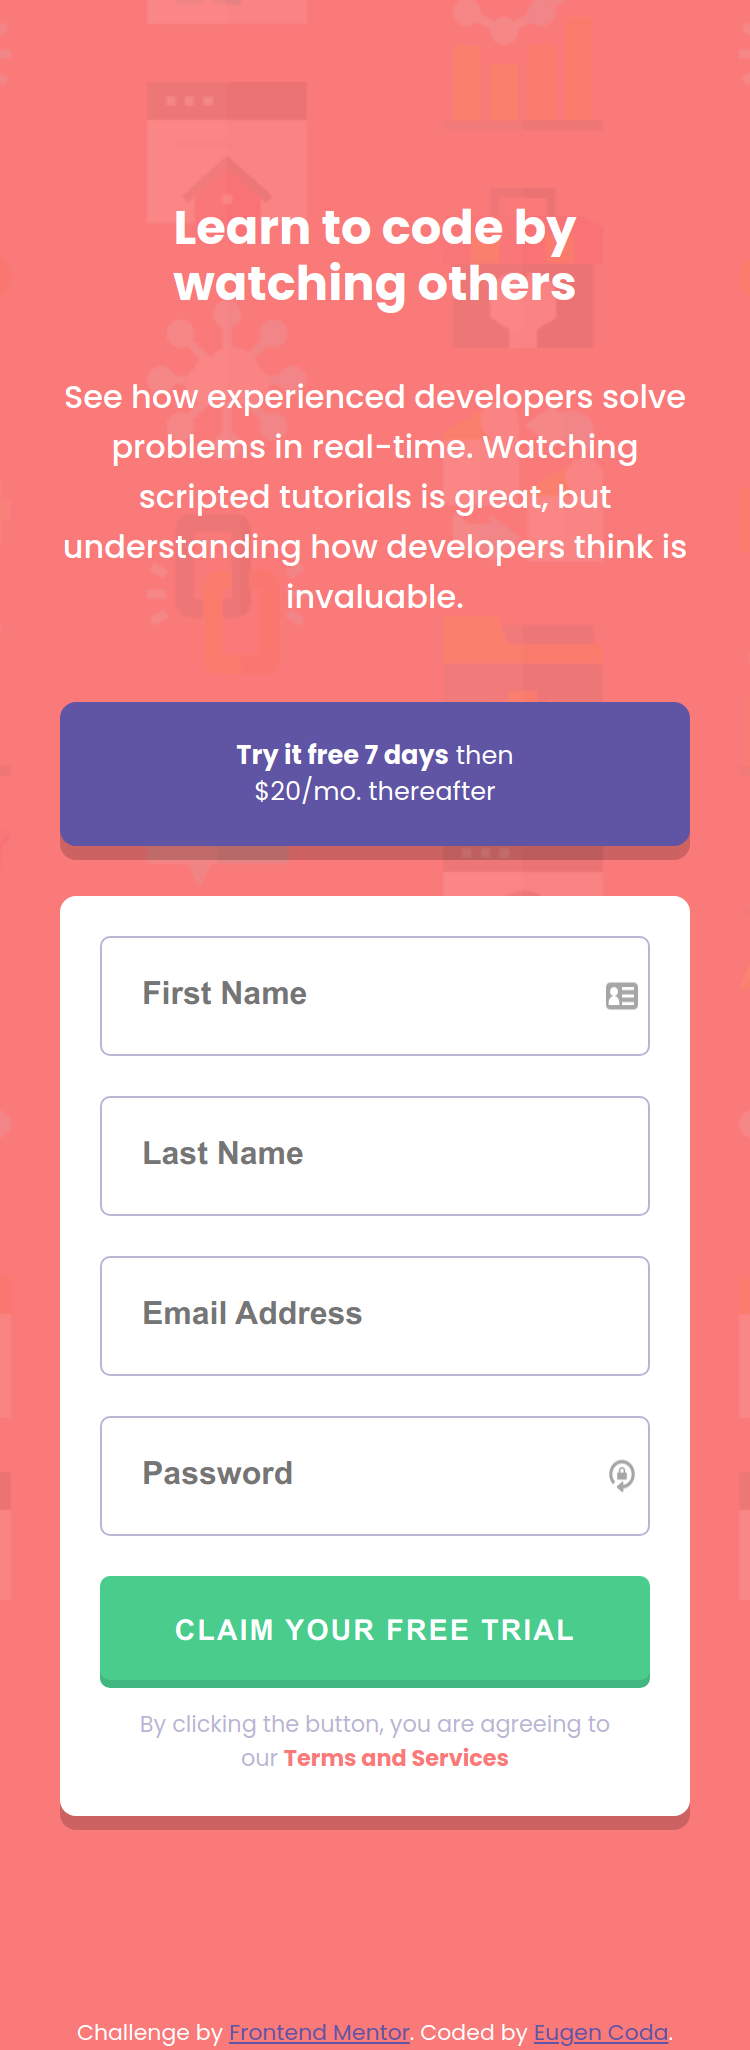 Learn to code by
watching others
See how experienced developers solve
problems in real-time. Watching
scripted tutorials is great, but
understanding how developers think is
invaluable.
Try it free 7 days then
$20/mo. thereafter
First Name
Last Name
Email Address
Password
CLAIM YOUR FREE TRIAL
By clicking the button, you are agreeing to
our Terms and Services
Challenge by Frontend Mentor. Coded by Eugen Coda.